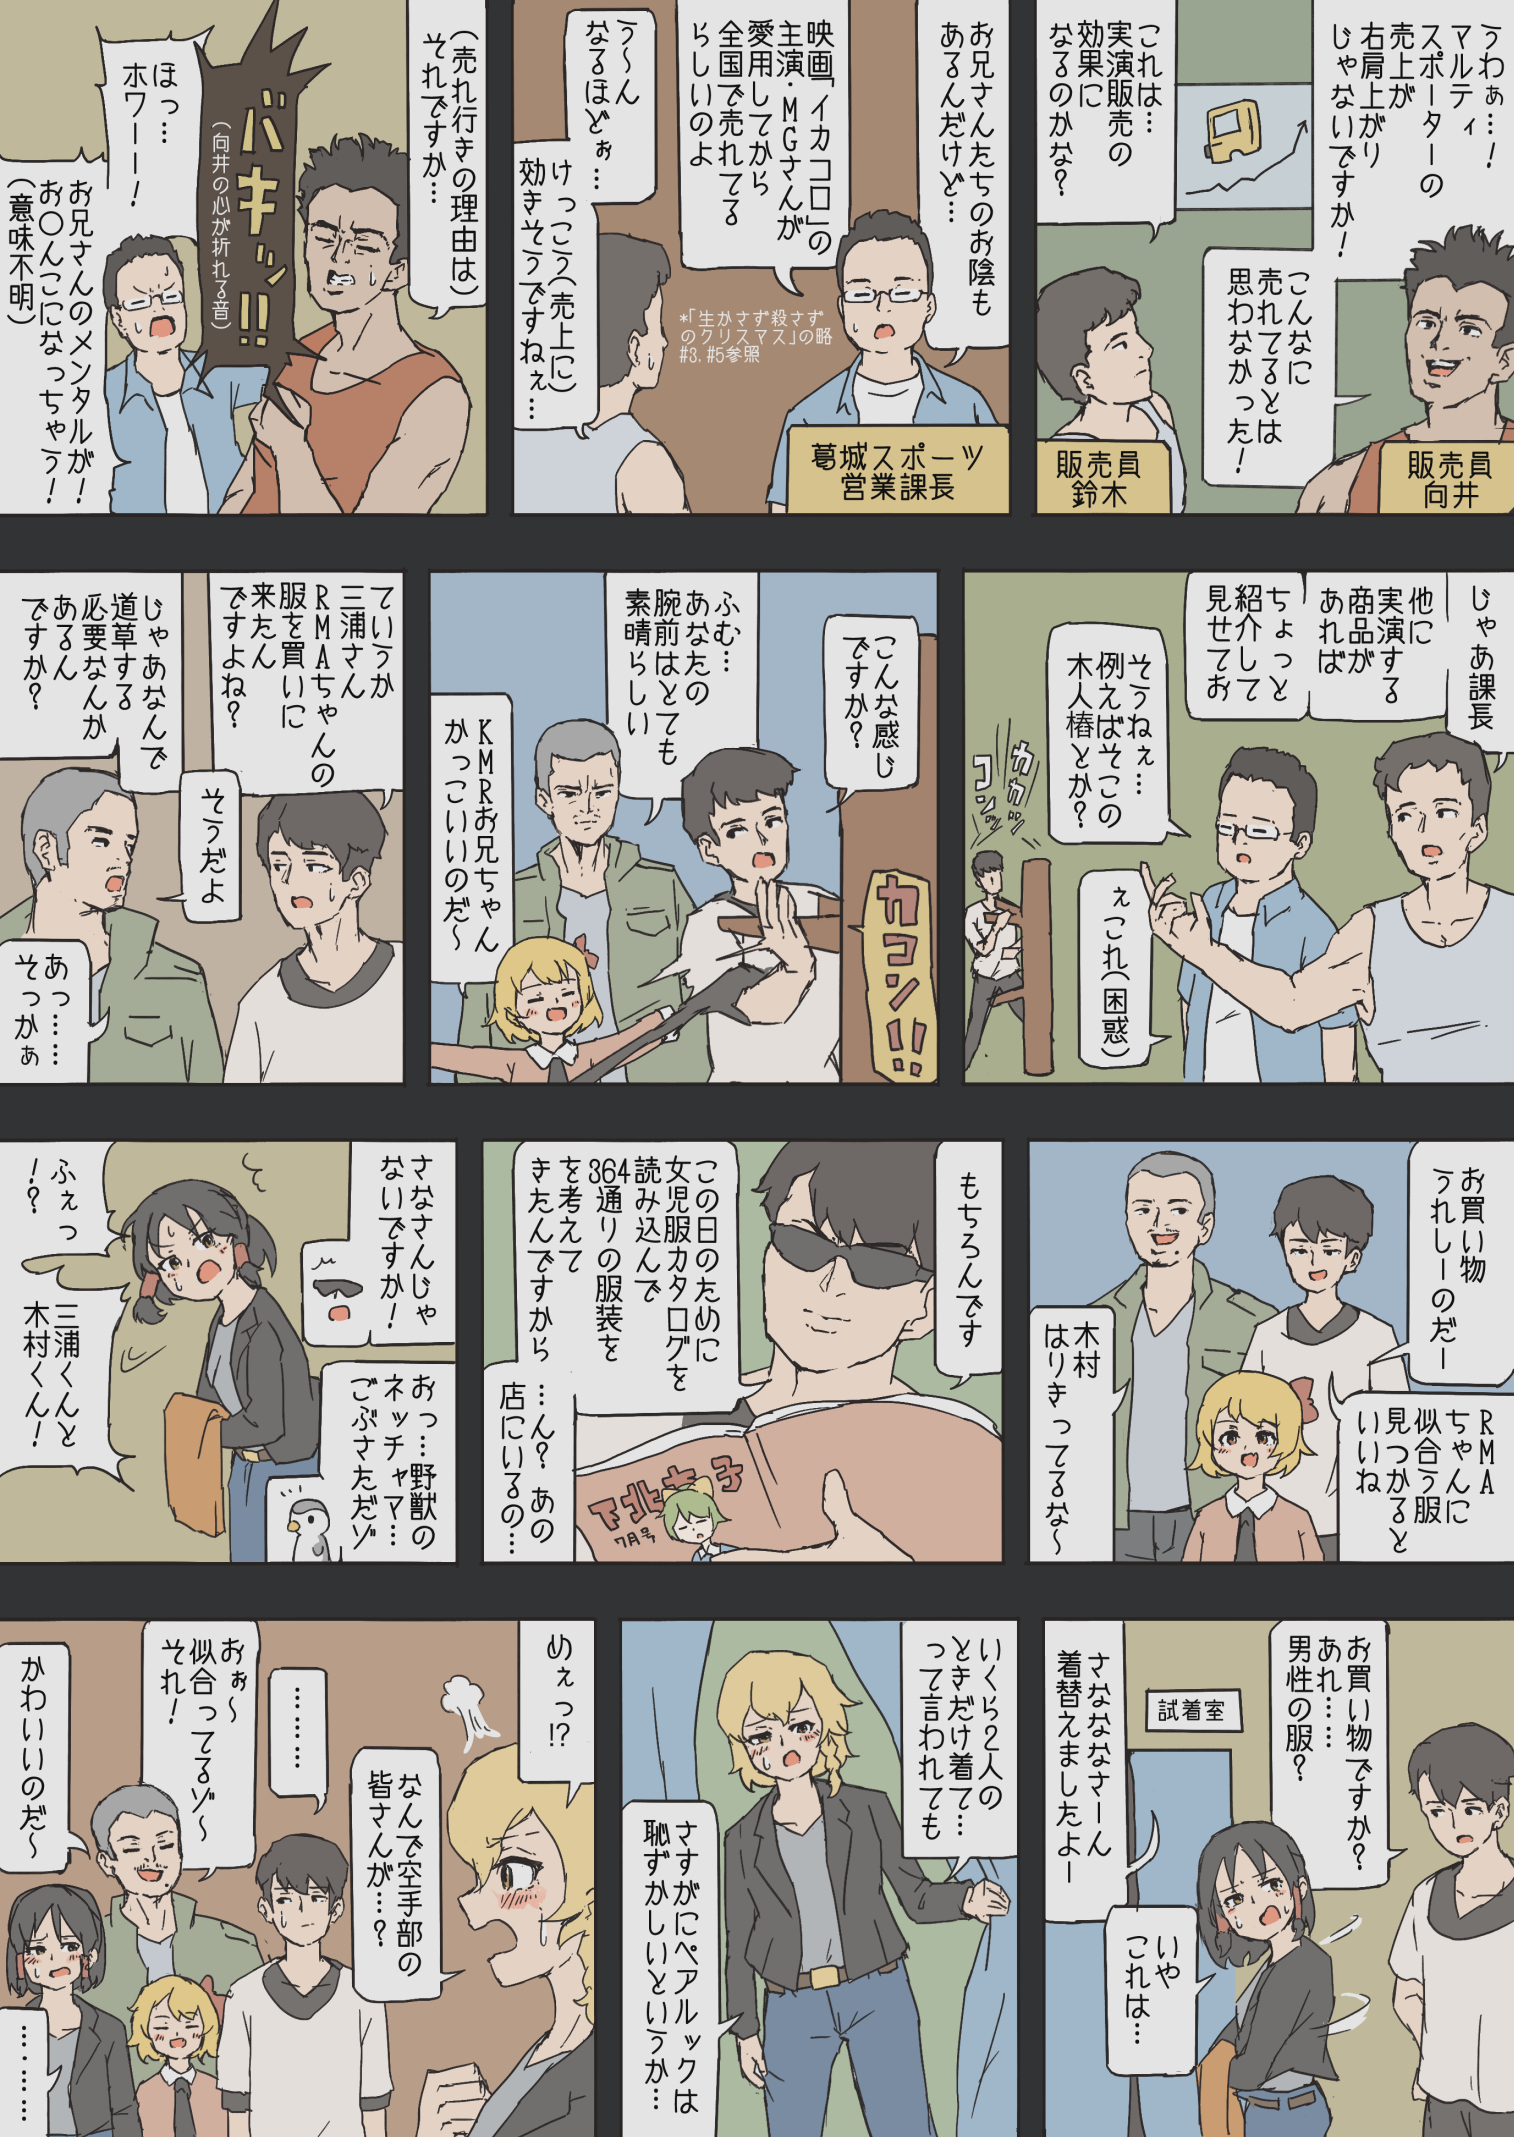 うわぁ…！
マルティ
スポーターの
売上が
右肩上がり
じゃないですか！
こんなに
売れてるとは
思わなかった！
販売員
向井
これは…
実演販売の
効果に
なるのかな？
販売員
鈴木
お兄さんたちのお陰も
あるんだけど…
映画「イカコロ」の
主演・MGさんが
愛用してから
全国で売れてる
らしいのよ
*「生かさず殺さず
のクリスマス」の略
#3,#5参照
葛城スポーツ
営業課長
う〜ん
なるほどぉ…
けっこう(売上に)
効きそうですねぇ…
(売れ行きの理由は)
それですか…
バキッ!!
(向井の心が折れる音)
ほっ…
ホワーー！
お兄さんのメンタルが！
お〇んこになっちゃう！
(意味不明)
じゃあ課長
他に
実演する
商品が
あれば
ちょっと
紹介して
見せてお
そうねぇ…
例えばそこの
木人椿とか？
ぇこれ(困惑)
カカッ
コンッ
こんな感じ
ですか？
カコン!!
ふむ…
あなたの
腕前はとても
素晴らしい
KMRお兄ちゃん
かっこいいのだ〜
ていうか
三浦さん
RMAちゃんの
服を買いに
来たん
ですよね？
そうだよ
じゃあなんで
道草する
必要なんか
あるん
ですか？
あっ……
そっかぁ
お買い物
うれしーのだー
RMA
ちゃんに
似合う服
見つかると
いいね
木村
はりきってるな〜
もちろんです
この日のために
女児服カタログを
読み込んで
364通りの服装を
を考えて
きたんですから
…ん？あの
店にいるの…
下北女子
7月号
さなさんじゃ
ないですか！
おっ…野獣の
ネッチャマ…
ごぶさただゾ
ふぇっ
！？
三浦くんと
木村くん！
お買い物ですか？
あれ……
男性の服？
試着室
さなななさーん
着替えましたよー
いや
これは…
いくら2人の
ときだけ着て…
って言われても
さすがにペアルックは
恥ずかしいというか…
めぇっ!?
なんで空手部の
皆さんが…？
………
おぉ〜
似合ってるゾ〜
それ！
かわいいのだ〜
………